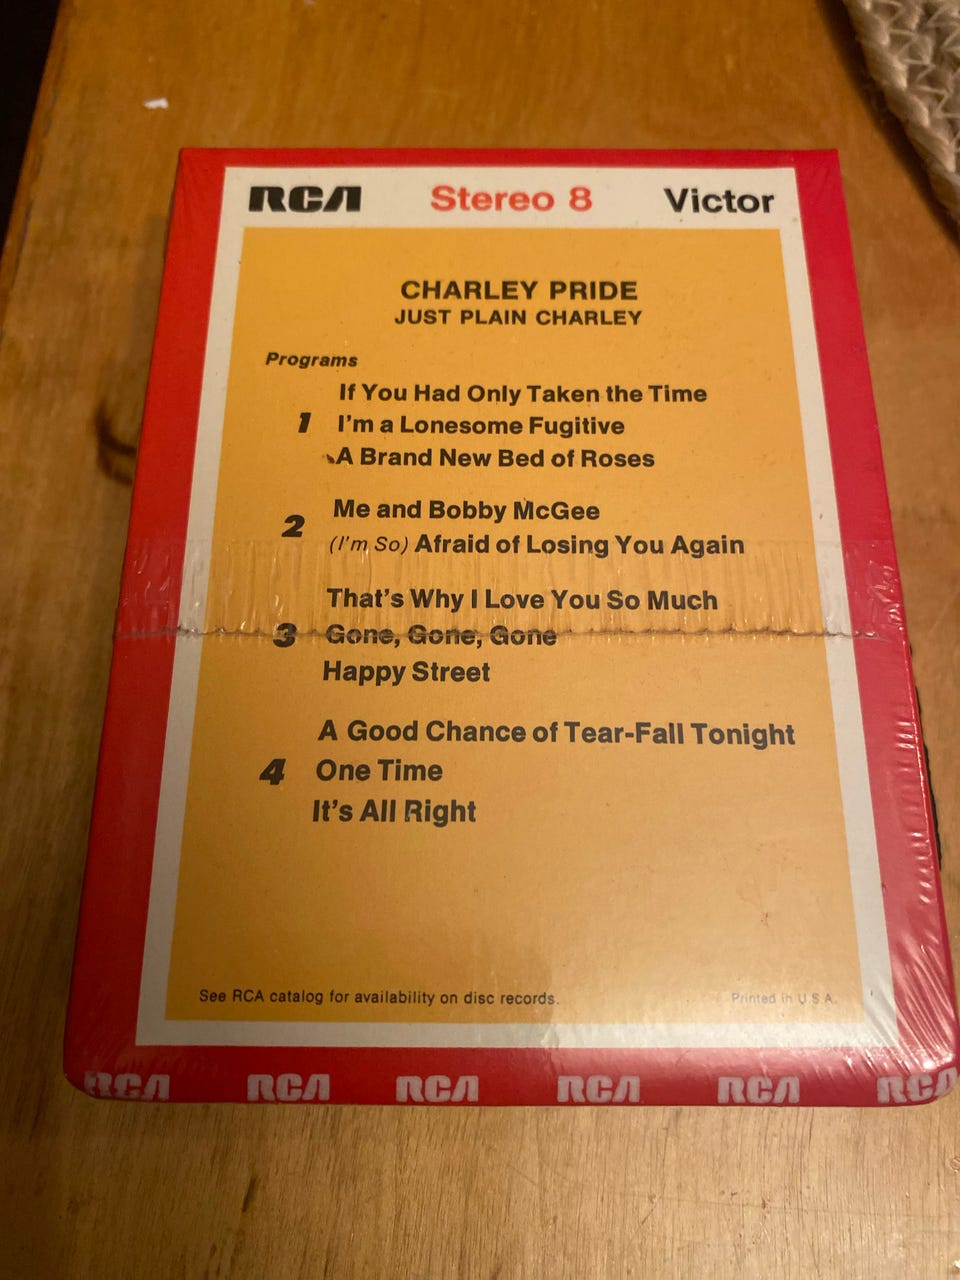 RCA Stereo 8 Victor
CHARLEY PRIDE
JUST PLAIN CHARLEY
Programs
If You Had Only Taken the Time
1 I'm a Lonesome Fugitive
A Brand New Bed of Roses
Me and Bobby McGee
2 (I'm So) Afraid of Losing You Again
That's Why I Love You So Much
3 Gone, Gone, Gone
Happy Street
A Good Chance of Tear-Fall Tonight
4 One Time
It's All Right
See RCA catalog for availability on disc records. Printed in U.S.A.
RCA RCA RCA RCA RCA RCA